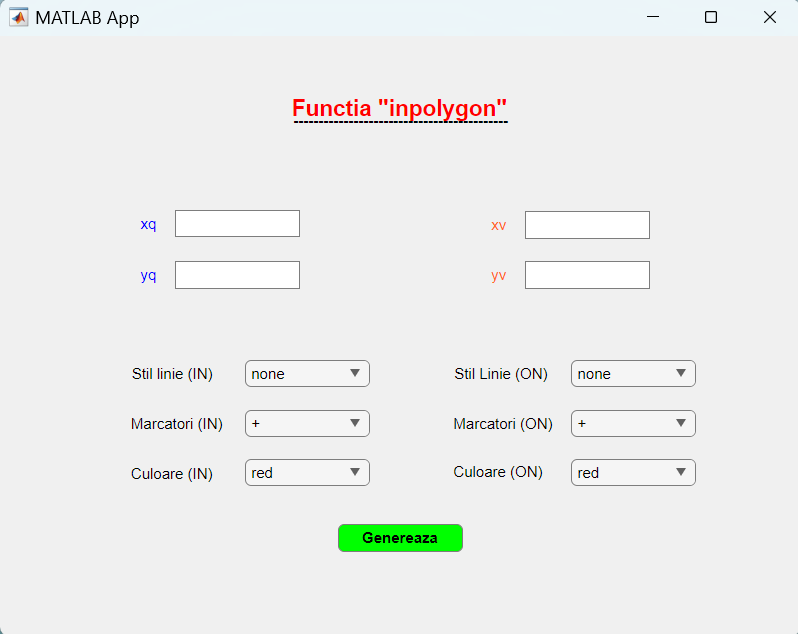 MATLAB App
Functia "inpolygon"
xq
xv
yq
yv
Stil linie (IN) none
Stil Linie (ON) none
Marcatori (IN) +
Marcatori (ON) +
Culoare (IN) red
Culoare (ON) red
Genereaza